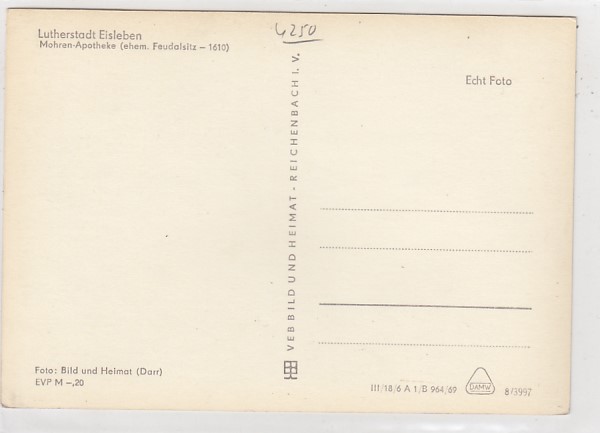 Lutherstadt Eisleben
Mohren-Apotheke (ehem. Feudalsitz – 1610)
4250
Echt Foto
VEB BILD UND HEIMAT - REICHENBACH I. V.
Foto: Bild und Heimat (Darr)
EVP M –,20
III/18/6 A 1/B 964/69
DAMW
8/3997